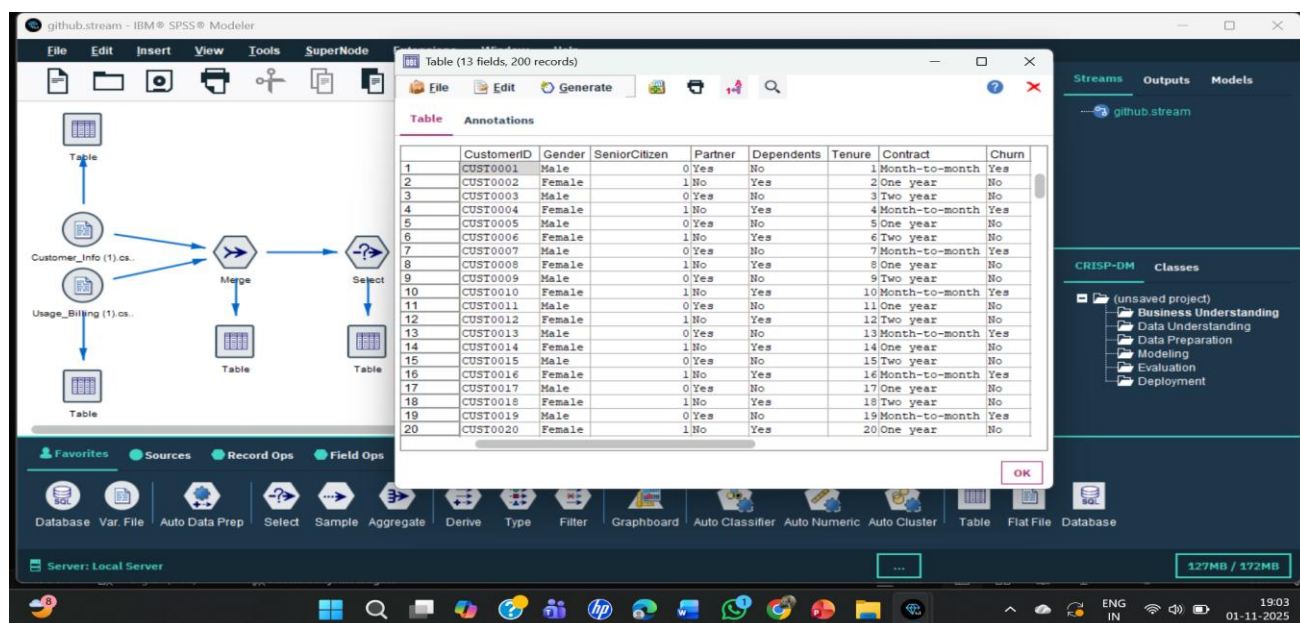 github.stream - IBM® SPSS® Modeler
File Edit Insert View Tools SuperNode
Table (13 fields, 200 records)
File Edit Generate
Table Annotations
CustomerID Gender SeniorCitizen Partner Dependents Tenure Contract Churn
1 CUST0001 Male 0 Yes No 1 Month-to-month Yes
2 CUST0002 Female 1 No Yes 2 One year No
3 CUST0003 Male 0 Yes No 3 Two year No
4 CUST0004 Female 1 No Yes 4 Month-to-month Yes
5 CUST0005 Male 0 Yes No 5 One year No
6 CUST0006 Female 1 No Yes 6 Two year No
7 CUST0007 Male 0 Yes No 7 Month-to-month Yes
8 CUST0008 Female 1 No Yes 8 One year No
9 CUST0009 Male 0 Yes No 9 Two year No
10 CUST0010 Female 1 No Yes 10 Month-to-month Yes
11 CUST0011 Male 0 Yes No 11 One year No
12 CUST0012 Female 1 No Yes 12 Two year No
13 CUST0013 Male 0 Yes No 13 Month-to-month Yes
14 CUST0014 Female 1 No Yes 14 One year No
15 CUST0015 Male 0 Yes No 15 Two year No
16 CUST0016 Female 1 No Yes 16 Month-to-month Yes
17 CUST0017 Male 0 Yes No 17 One year No
18 CUST0018 Female 1 No Yes 18 Two year No
19 CUST0019 Male 0 Yes No 19 Month-to-month Yes
20 CUST0020 Female 1 No Yes 20 One year No
OK
Table
Customer_Info (1).cs..
Merge
Select
Usage_Billing (1).cs..
Table
Table
Table
Streams Outputs Models
github.stream
CRISP-DM Classes
(unsaved project)
Business Understanding
Data Understanding
Data Preparation
Modeling
Evaluation
Deployment
Favorites Sources Record Ops Field Ops
Database Var. File Auto Data Prep Select Sample Aggregate Derive Type Filter Graphboard Auto Classifier Auto Numeric Auto Cluster Table Flat File Database
Server: Local Server
...
127MB / 172MB
8
ENG
IN
19:03
01-11-2025